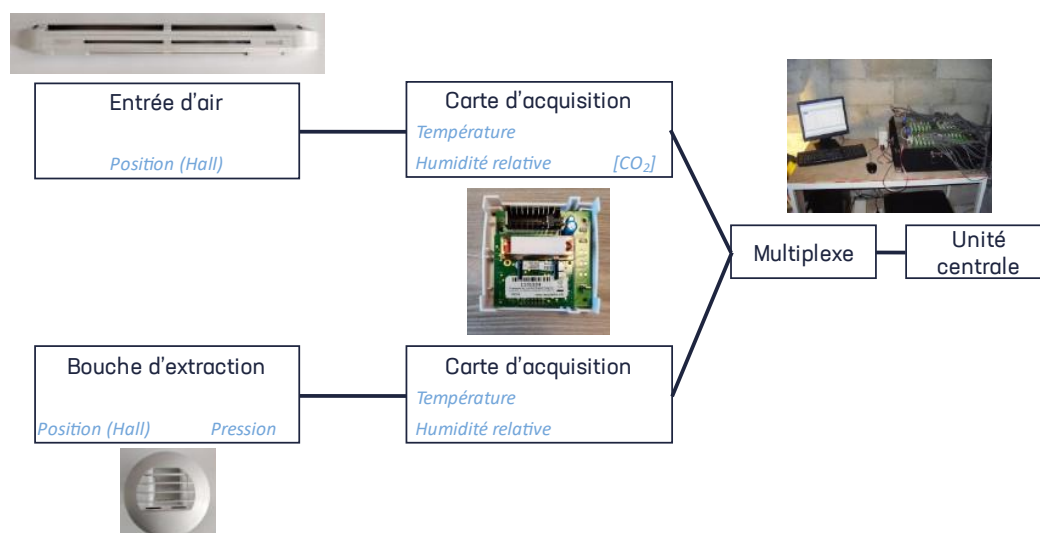 Entrée d'air
Position (Hall)
Carte d'acquisition
Température
Humidité relative [CO₂]
Multiplexe
Unité
centrale
Bouche d'extraction
Position (Hall) Pression
Carte d'acquisition
Température
Humidité relative